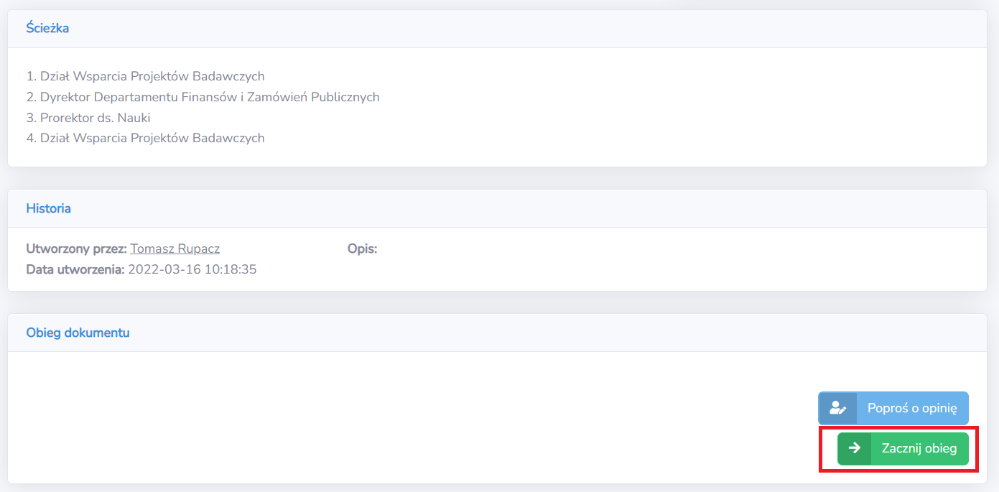 Ścieżka
1. Dział Wsparcia Projektów Badawczych
2. Dyrektor Departamentu Finansów i Zamówień Publicznych
3. Prorektor ds. Nauki
4. Dział Wsparcia Projektów Badawczych
Historia
Utworzony przez: Tomasz Rupacz Opis:
Data utworzenia: 2022-03-16 10:18:35
Obieg dokumentu
Poproś o opinię
Zacznij obieg